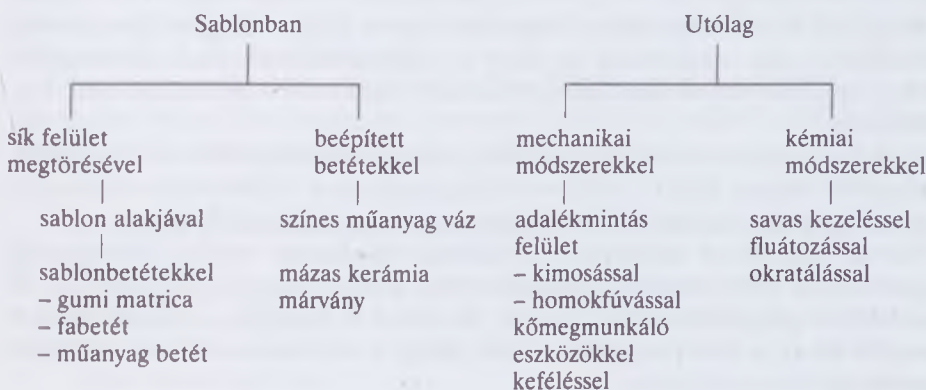 Sablonban
sík felület
megtörésével
sablon alakjával
sablonbetétekkel
– gumi matrica
– fabetét
– műanyag betét
beépített
betétekkel
színes műanyag váz
mázas kerámia
márvány
Utólag
mechanikai
módszerekkel
adalékmintás
felület
– kimosással
– homokfúvással
kőmegmunkáló
eszközökkel
keféléssel
kémiai
módszerekkel
savas kezeléssel
fluátozással
okratálással